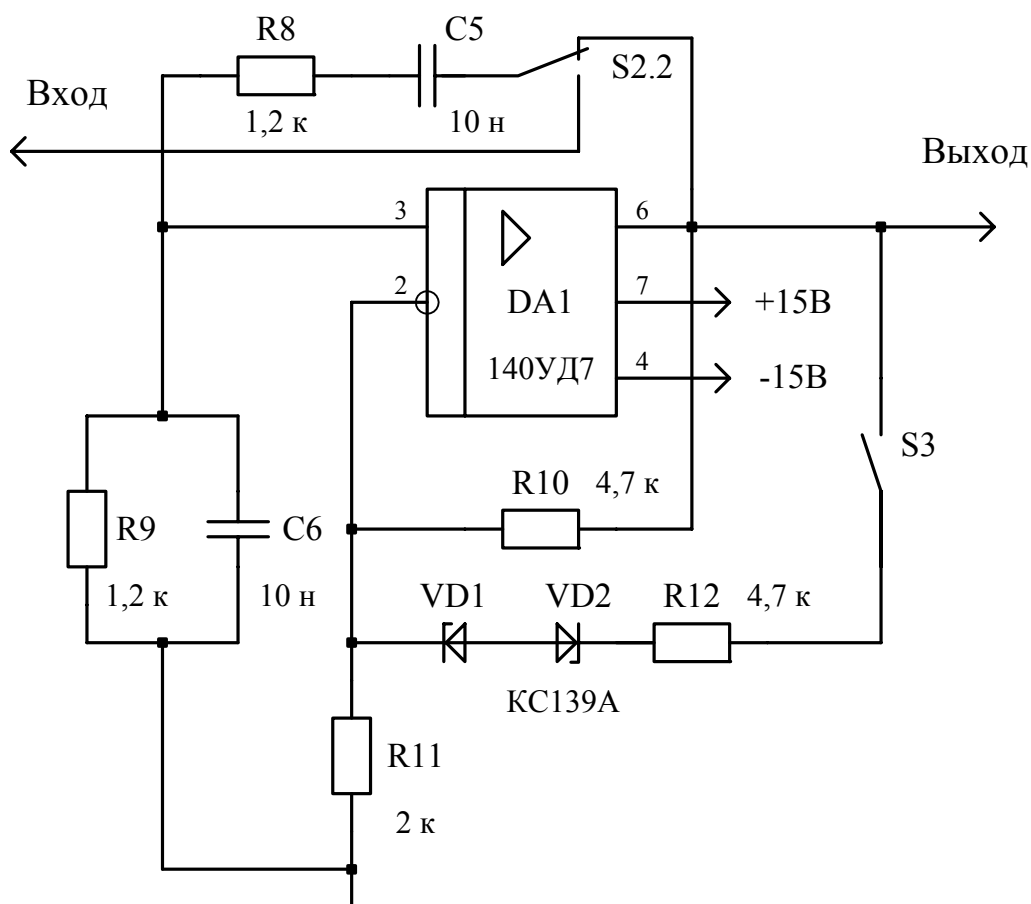 R8
C5
S2.2
Вход
1,2 к
10 н
Выход
3
6
2
DA1
7
+15В
140УД7
4
-15В
S3
R10
4,7 к
R9
C6
1,2 к
10 н
VD1
VD2
R12
4,7 к
КС139А
R11
2 к